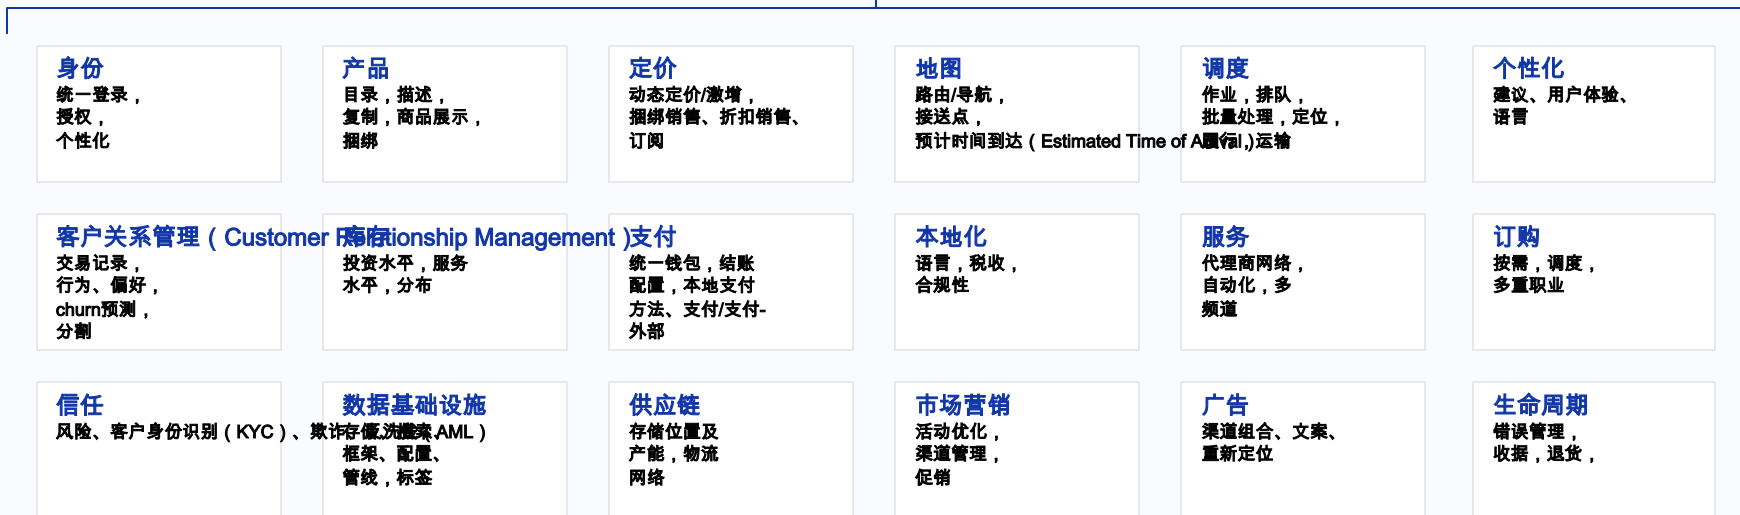 身份
统一登录，
授权，
个性化
产品
目录，描述，
复制，商品展示，
捆绑
定价
动态定价/激增，
捆绑销售、折扣销售、
订阅
地图
路由/导航，
接送点，
预计时间到达（Estimated Time of
调度
作业，排队，
批量处理，定位，
运输
个性化
建议、用户体验、
语言
客户关系管理（Customer Relationship Management）
交易记录，
行为、偏好，
churn预测，
分割
库存
投资水平，服务
水平，分布
支付
统一钱包，结账
配置，本地支付
方法、支付/支付-
外部
本地化
语言，税收，
合规性
服务
代理商网络，
自动化，多
频道
订购
按需，调度，
多重职业
信任
风险、客户身份识别（KYC）、欺诈、
AML）
数据基础设施
框架、配置、
管线，标签
供应链
存储位置及
产能，物流
网络
市场营销
活动优化，
渠道管理，
促销
广告
渠道组合、文案、
重新定位
生命周期
错误管理，
收据，退货，